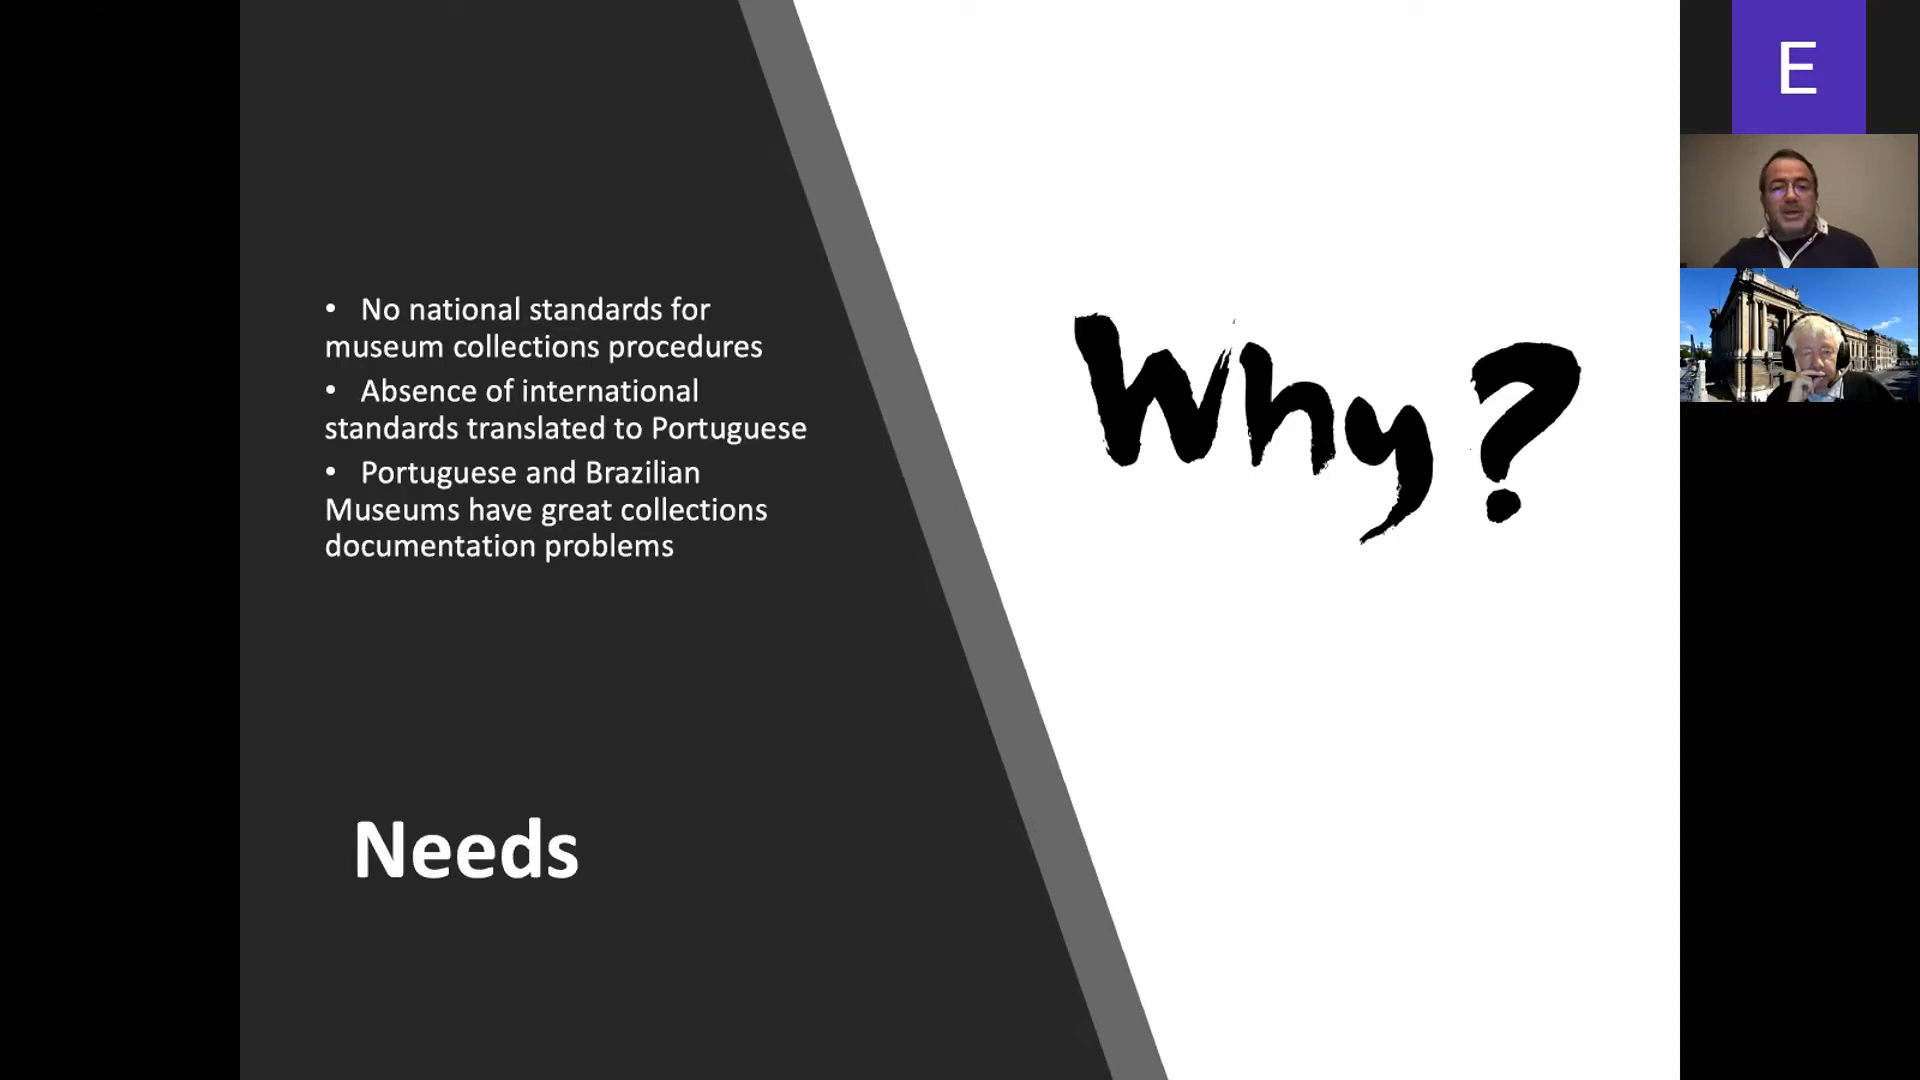 • No national standards for
museum collections procedures
• Absence of international
standards translated to Portuguese
• Portuguese and Brazilian
Museums have great collections
documentation problems
Needs
Why?
E